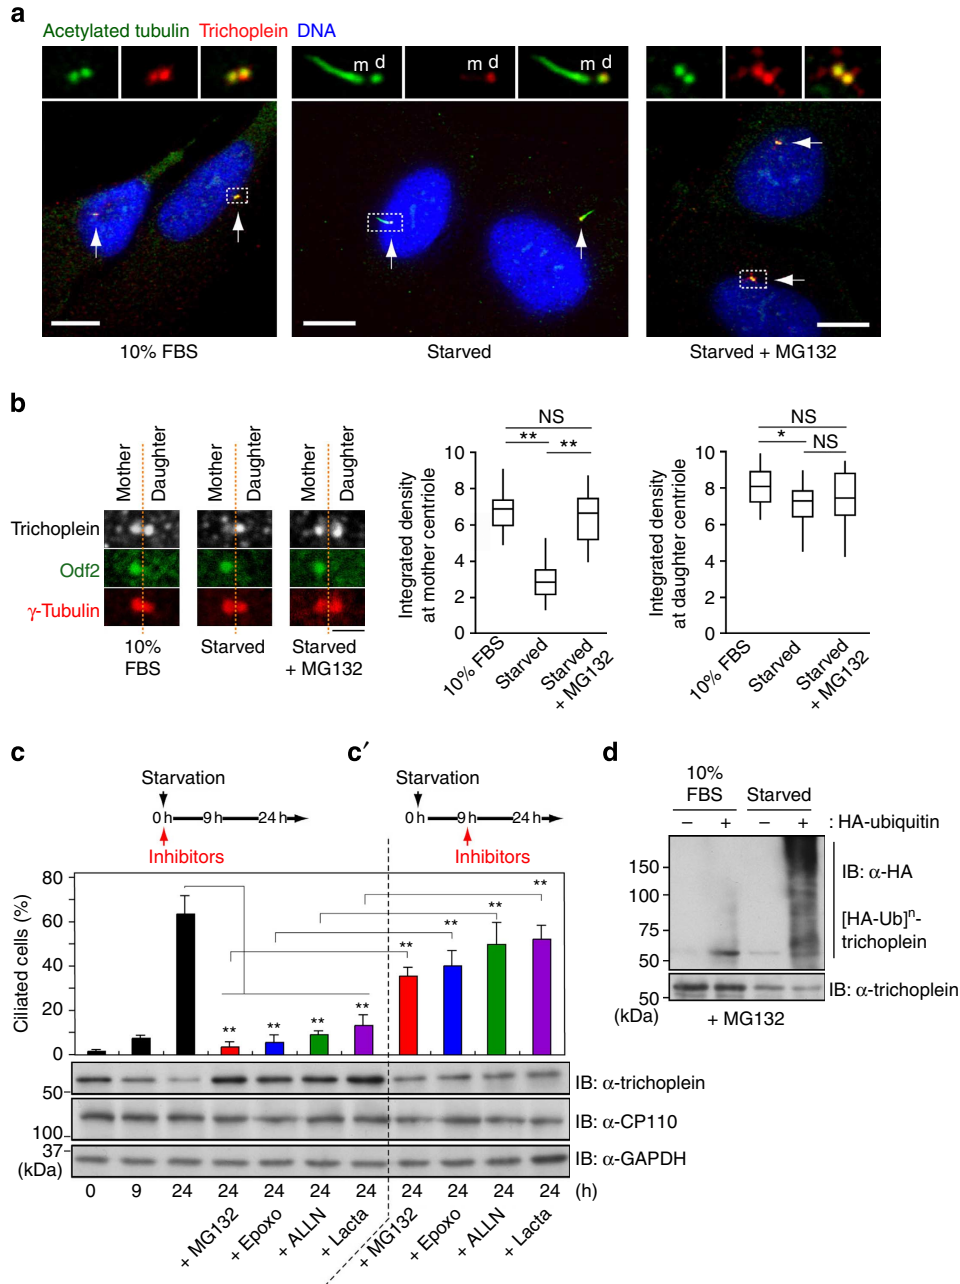 a
Acetylated tubulin Trichoplein DNA
m d
m d
m d
10% FBS
Starved
Starved + MG132
b
Mother
Daughter
Mother
Daughter
Mother
Daughter
Trichoplein
Odf2
γ-Tubulin
10% FBS
Starved
Starved + MG132
Integrated density at mother centriole
10
8
6
4
2
0
NS
**
**
10% FBS
Starved
Starved + MG132
Integrated density at daughter centriole
10
8
6
4
2
0
NS
*
NS
10% FBS
Starved
Starved + MG132
c
Starvation
0 h 9 h 24 h
Inhibitors
c′
Starvation
0 h 9 h 24 h
Inhibitors
Ciliated cells (%)
80
60
40
20
0
**
**
**
**
**
**
**
**
50
IB: α-trichoplein
100
IB: α-CP110
37
(kDa)
IB: α-GAPDH
0 9 24 24 24 24 24 24 24 24 24 (h)
+ MG132
+ Epoxo
+ ALLN
+ Lacta
+ MG132
+ Epoxo
+ ALLN
+ Lacta
d
10% FBS
Starved
– + – + : HA-ubiquitin
150
100
75
50
IB: α-HA
[HA-Ub]ⁿ-
trichoplein
50
IB: α-trichoplein
(kDa)
+ MG132